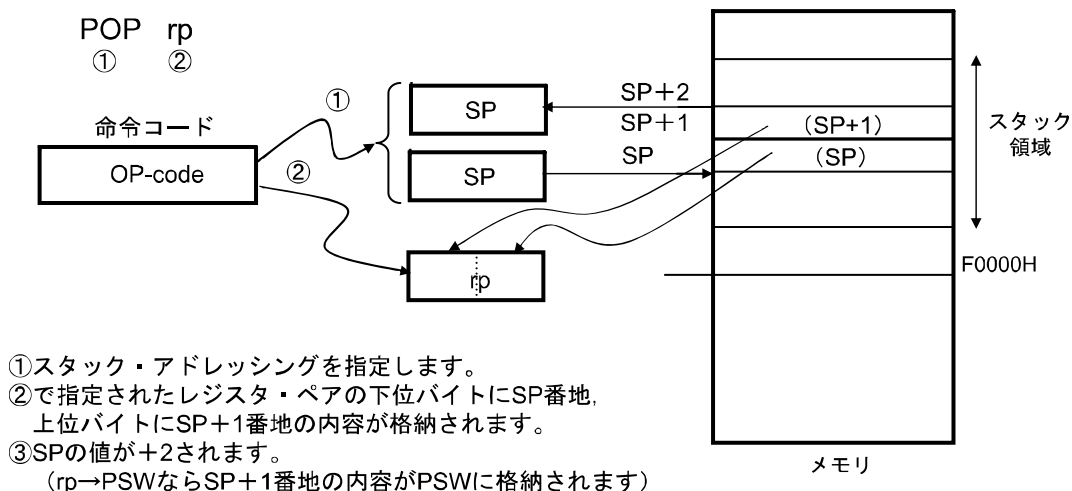 POP rp
① ②
命令コード
OP-code
①
②
SP
SP
rp
SP+2
SP+1
SP
(SP+1)
(SP)
スタック
領域
F0000H
メモリ
①スタック・アドレッシングを指定します。
②で指定されたレジスタ・ペアの下位バイトにSP番地,
上位バイトにSP+1番地の内容が格納されます。
③SPの値が+2されます。
(rp→PSWならSP+1番地の内容がPSWに格納されます)